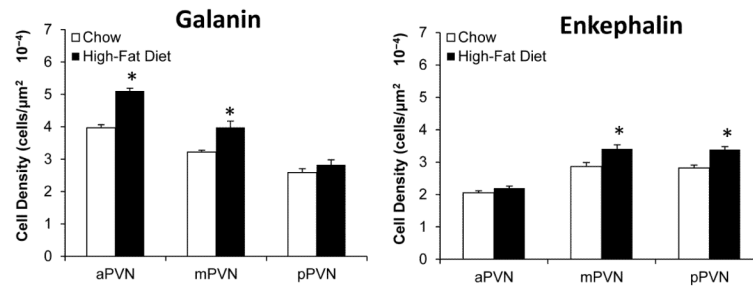 Galanin
Chow
High-Fat Diet
Cell Density (cells/µm² 10⁻⁴)
7
6
5
4
3
2
1
0
*
*
aPVN mPVN pPVN
Enkephalin
Chow
High-Fat Diet
Cell Density (cells/µm² 10⁻⁴)
7
6
5
4
3
2
1
0
*
*
aPVN mPVN pPVN